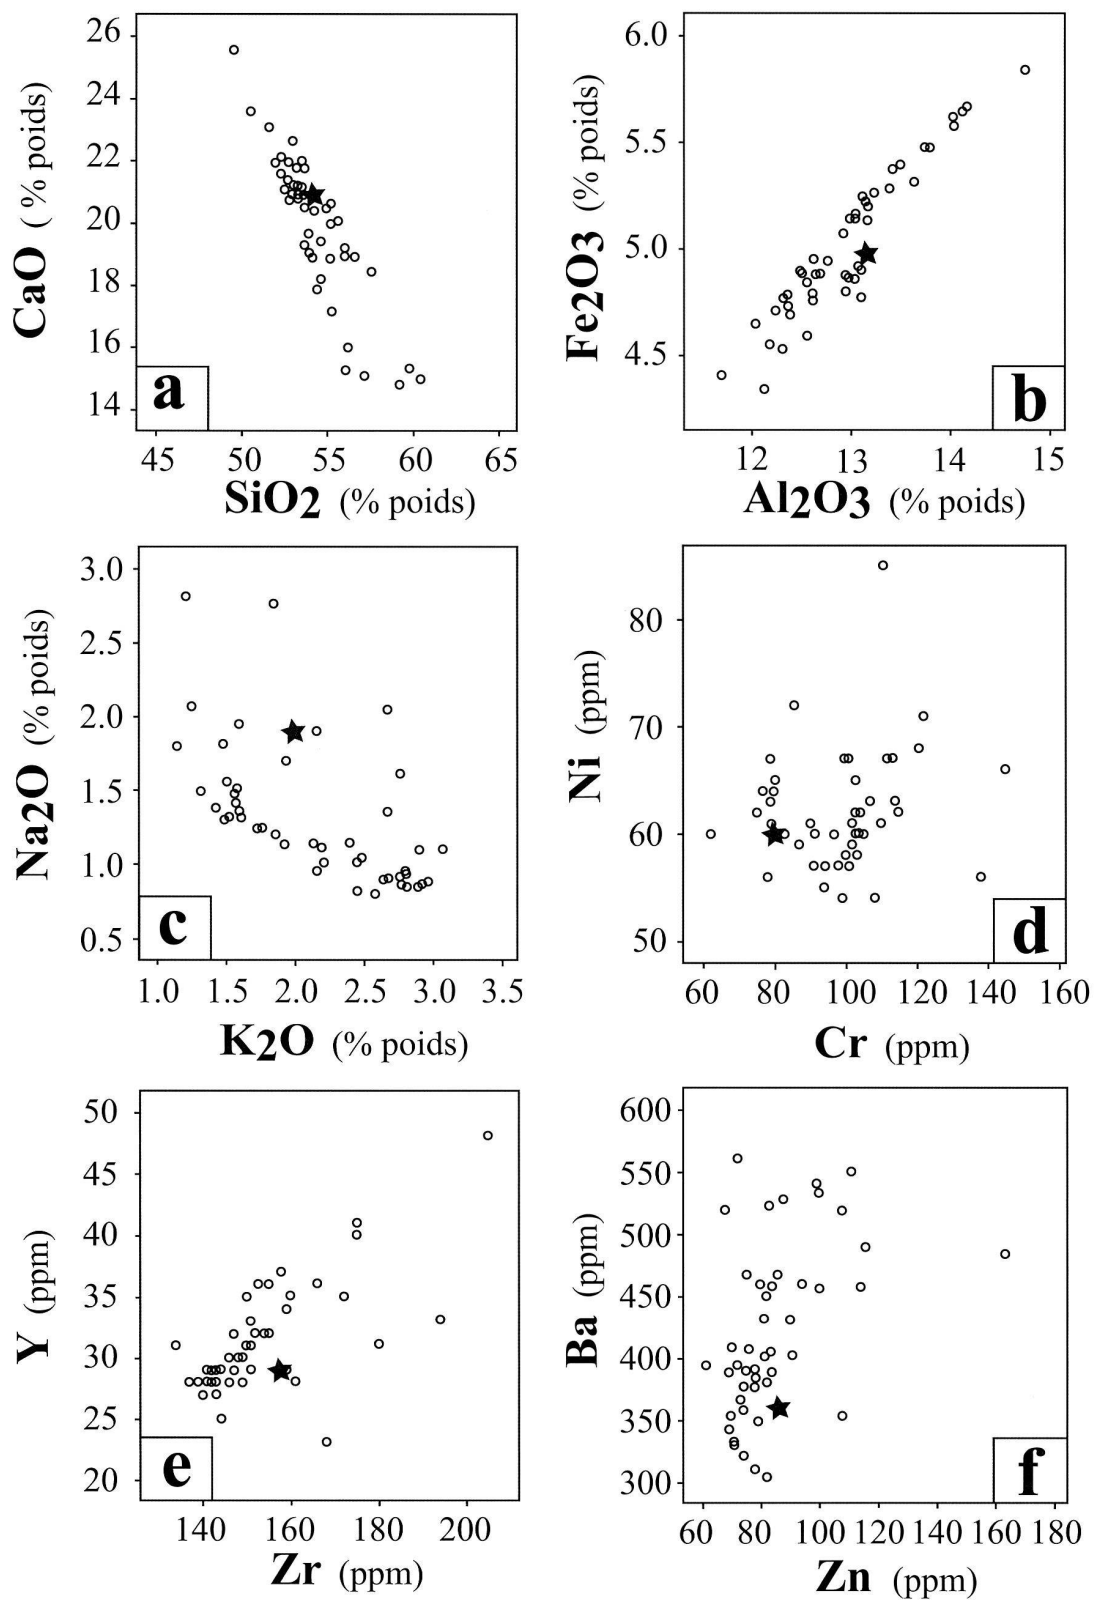 26
24
22
20
18
16
14
CaO (% poids)
a
45 50 55 60 65
SiO2 (% poids)
6.0
5.5
5.0
4.5
Fe2O3 (% poids)
b
12 13 14 15
Al2O3 (% poids)
3.0
2.5
2.0
1.5
1.0
0.5
Na2O (% poids)
c
1.0 1.5 2.0 2.5 3.0 3.5
K2O (% poids)
80
70
60
50
Ni (ppm)
d
60 80 100 120 140 160
Cr (ppm)
50
45
40
35
30
25
20
Y (ppm)
e
140 160 180 200
Zr (ppm)
600
550
500
450
400
350
300
Ba (ppm)
f
60 80 100 120 140 160 180
Zn (ppm)